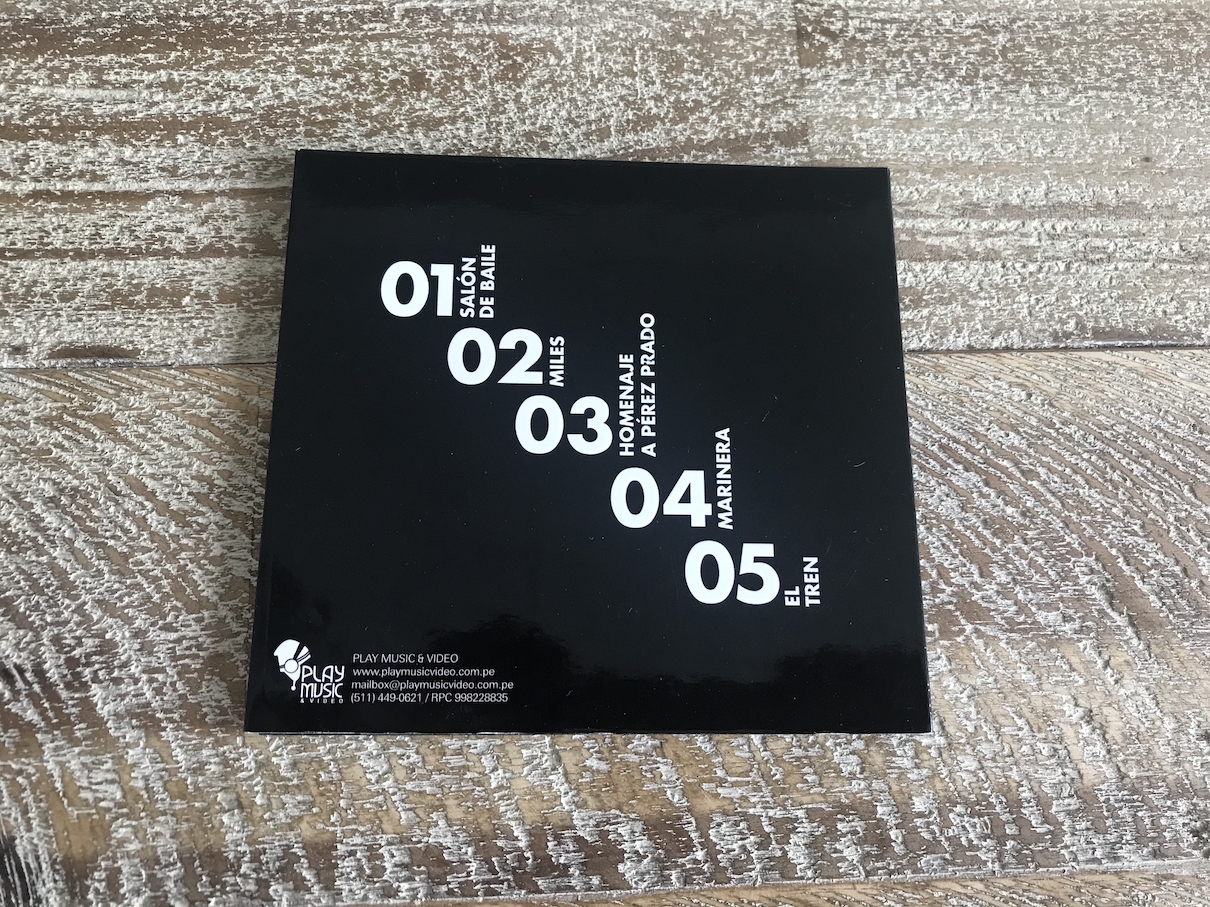 01
SALÓN
DE BAILE
02
MILES
03
HOMENAJE
A PÉREZ PRADO
04
MARINERA
05
EL
TREN
PLAY
MUSIC
& VIDEO
PLAY MUSIC & VIDEO
www.playmusicvideo.com.pe
mailbox@playmusicvideo.com.pe
(511) 449-0621 / RPC 998228835